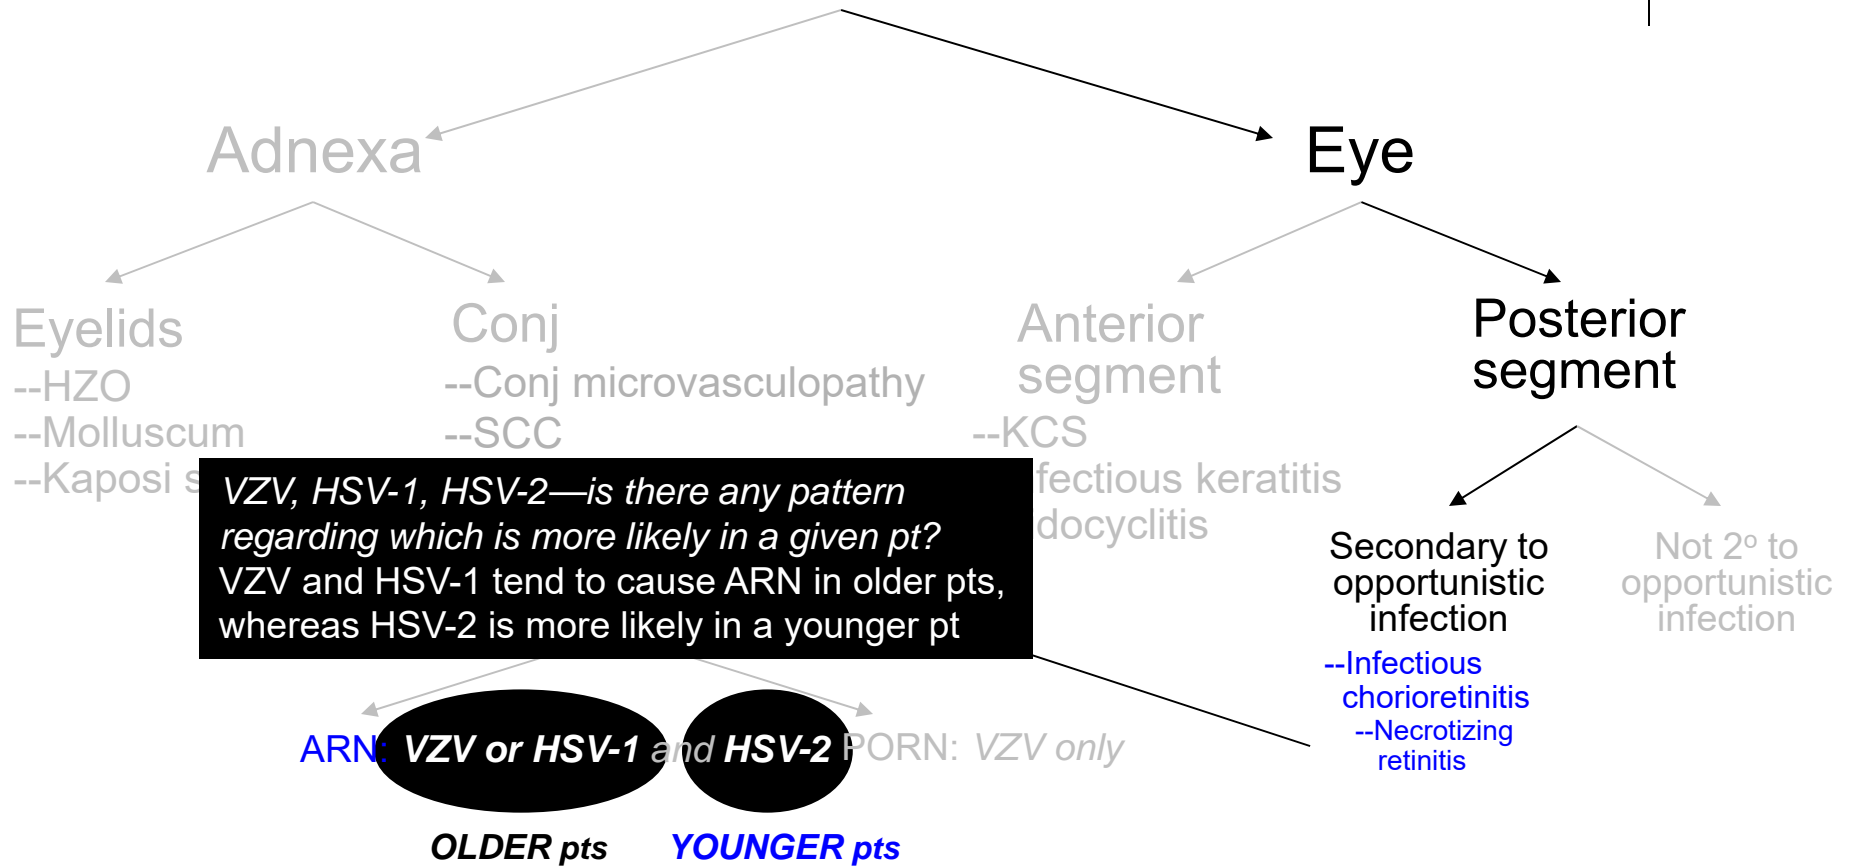 Adnexa
Eye
Eyelids
--HZO
--Molluscum
--Kaposi s
Conj
--Conj microvasculopathy
--SCC
Anterior
segment
--KCS
fectious keratitis
docyclitis
Posterior
segment
VZV, HSV-1, HSV-2—is there any pattern
regarding which is more likely in a given pt?
VZV and HSV-1 tend to cause ARN in older pts,
whereas HSV-2 is more likely in a younger pt
Secondary to
opportunistic
infection
--Infectious
chorioretinitis
--Necrotizing
retinitis
Not 2º to
opportunistic
infection
ARN: VZV or HSV-1 and HSV-2 PORN: VZV only
OLDER pts YOUNGER pts